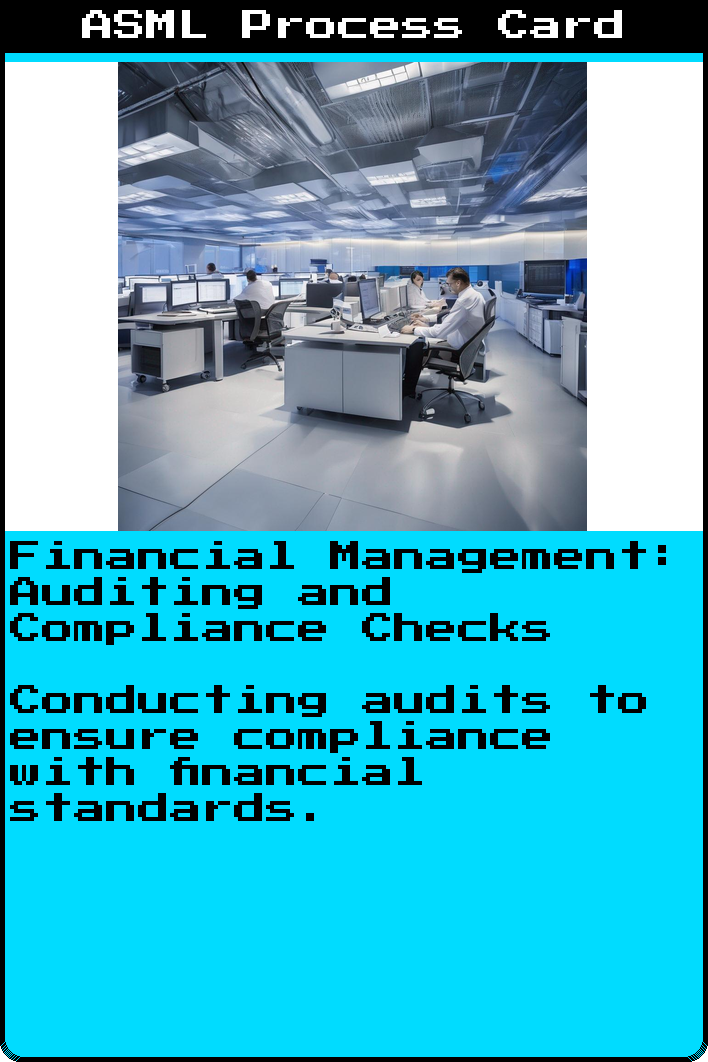 ASML Process Card
Financial Management:
Auditing and
Compliance Checks
Conducting audits to
ensure compliance
with financial
standards.